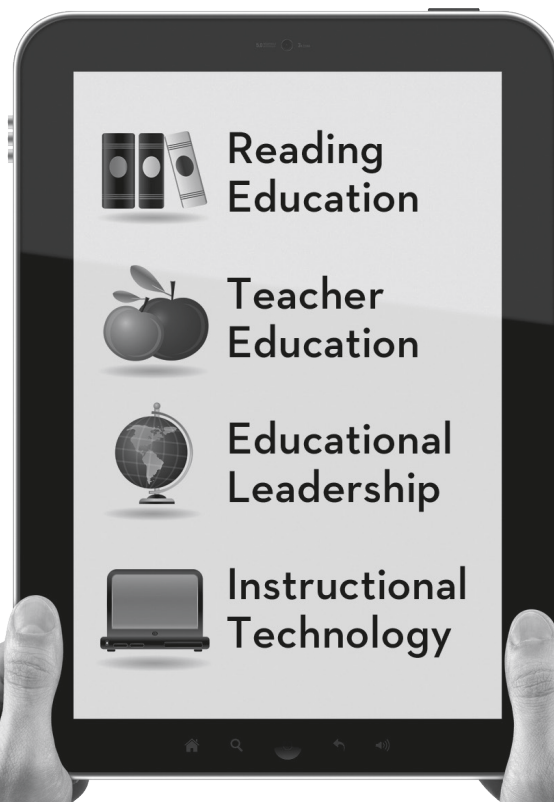 Reading
Education
Teacher
Education
Educational
Leadership
Instructional
Technology